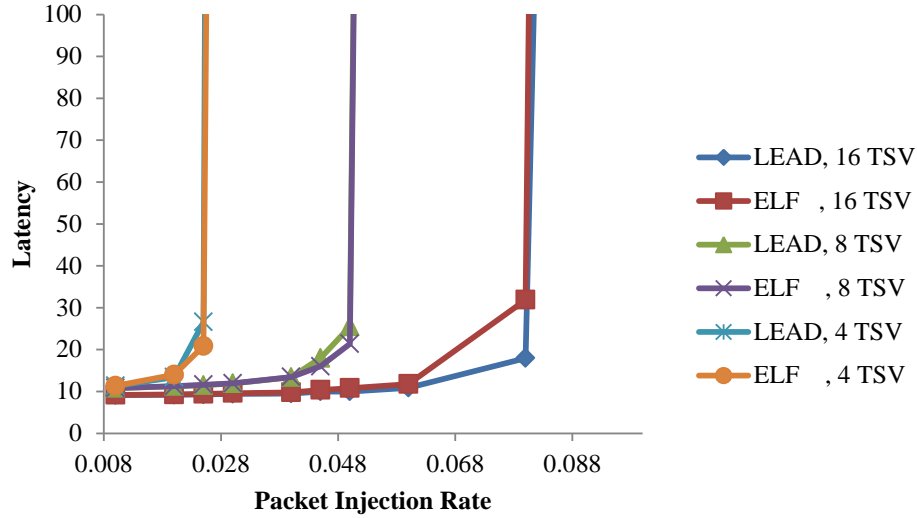 100
90
80
70
60
50
40
30
20
10
0
Latency
0.008 0.028 0.048 0.068 0.088
Packet Injection Rate
LEAD, 16 TSV
ELF , 16 TSV
LEAD, 8 TSV
ELF , 8 TSV
LEAD, 4 TSV
ELF , 4 TSV